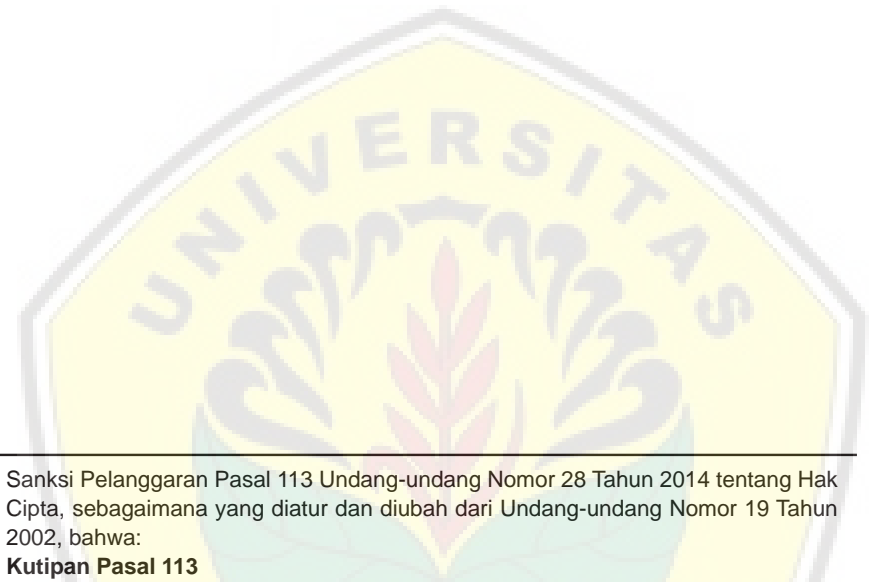 UNIVERSITAS
Sanksi Pelanggaran Pasal 113 Undang-undang Nomor 28 Tahun 2014 tentang Hak
Cipta, sebagaimana yang diatur dan diubah dari Undang-undang Nomor 19 Tahun
2002, bahwa:
Kutipan Pasal 113